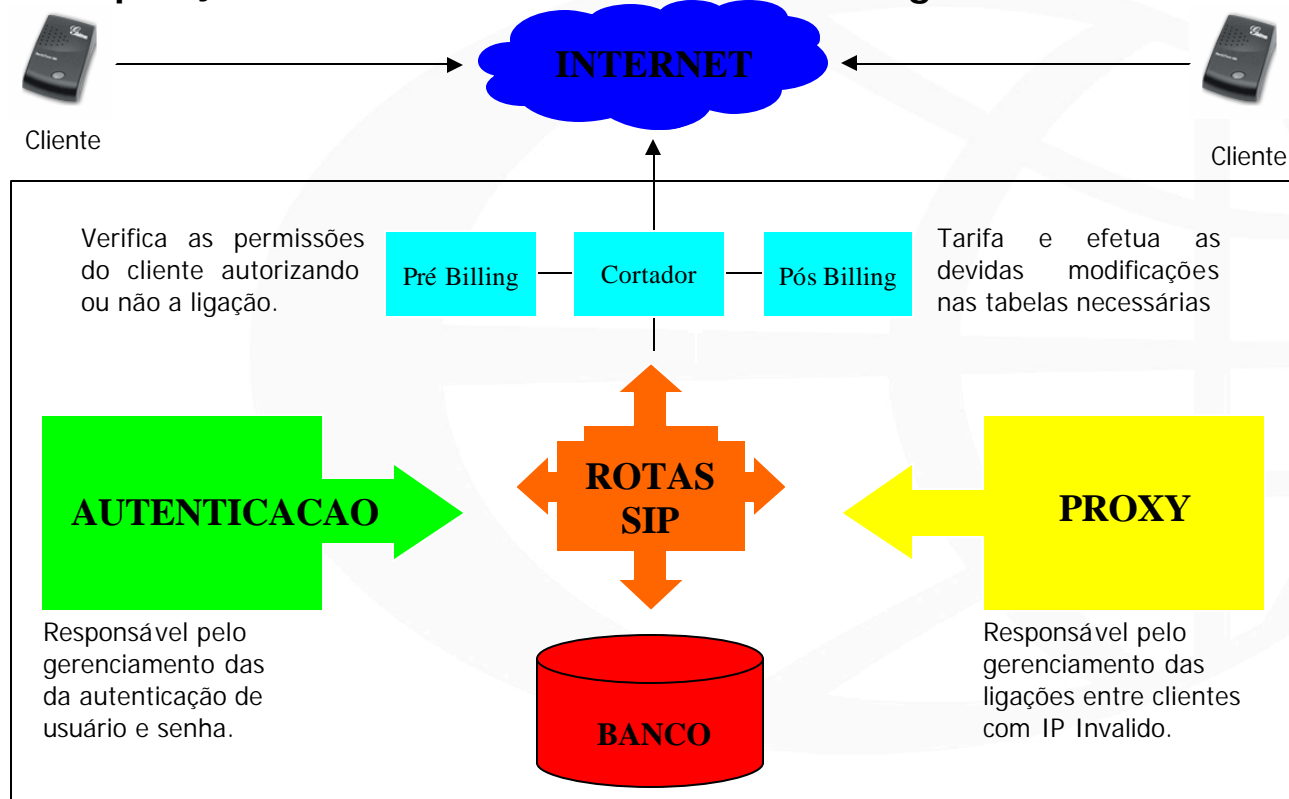 INTERNET
Cliente
Cliente
Verifica as permissões
do cliente autorizando
ou não a ligação.
Pré Billing
Cortador
Pós Billing
Tarifa e efetua as
devidas modificações
nas tabelas necessárias
AUTENTICACAO
ROTAS
SIP
PROXY
Responsável pelo
gerenciamento das
da autenticação de
usuário e senha.
BANCO
Responsável pelo
gerenciamento das
ligações entre clientes
com IP Invalido.